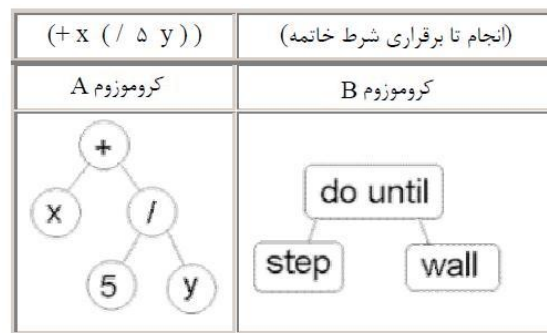 (+ x ( / ۵ y ) )
(انجام تا برقراری شرط خاتمه)
کروموزوم A
کروموزوم B
+
x
/
5
y
do until
step
wall